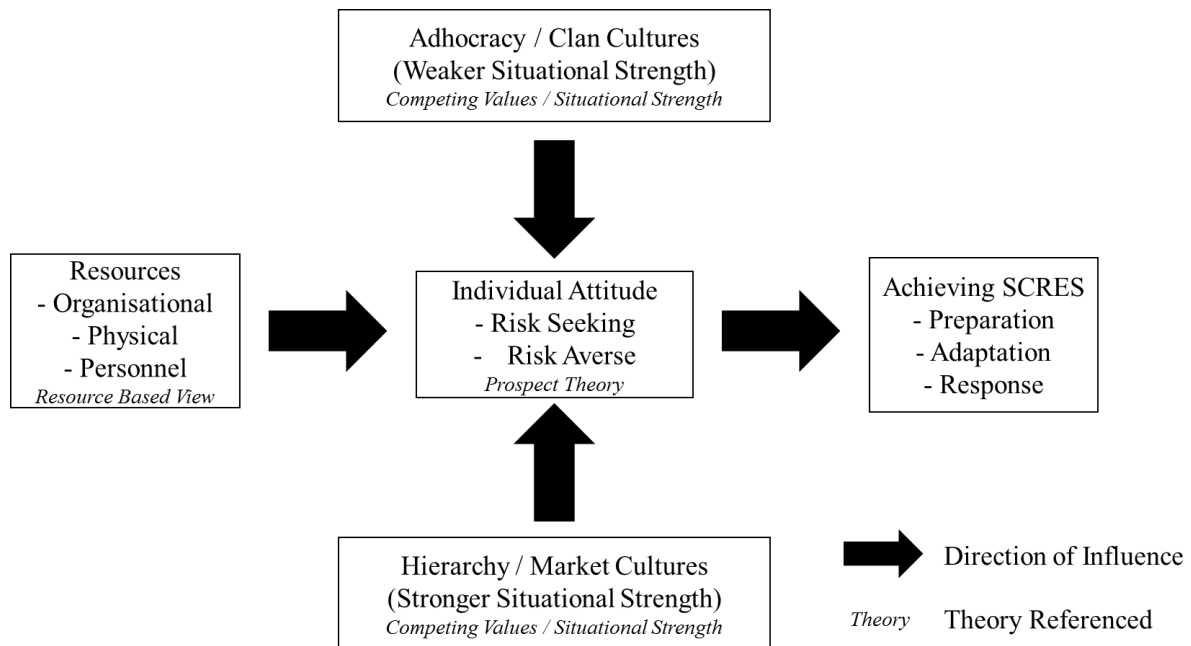 Adhocracy / Clan Cultures
(Weaker Situational Strength)
Competing Values / Situational Strength
Resources
- Organisational
- Physical
- Personnel
Resource Based View
Individual Attitude
- Risk Seeking
- Risk Averse
Prospect Theory
Achieving SCRES
- Preparation
- Adaptation
- Response
Hierarchy / Market Cultures
(Stronger Situational Strength)
Competing Values / Situational Strength
Direction of Influence
Theory Theory Referenced